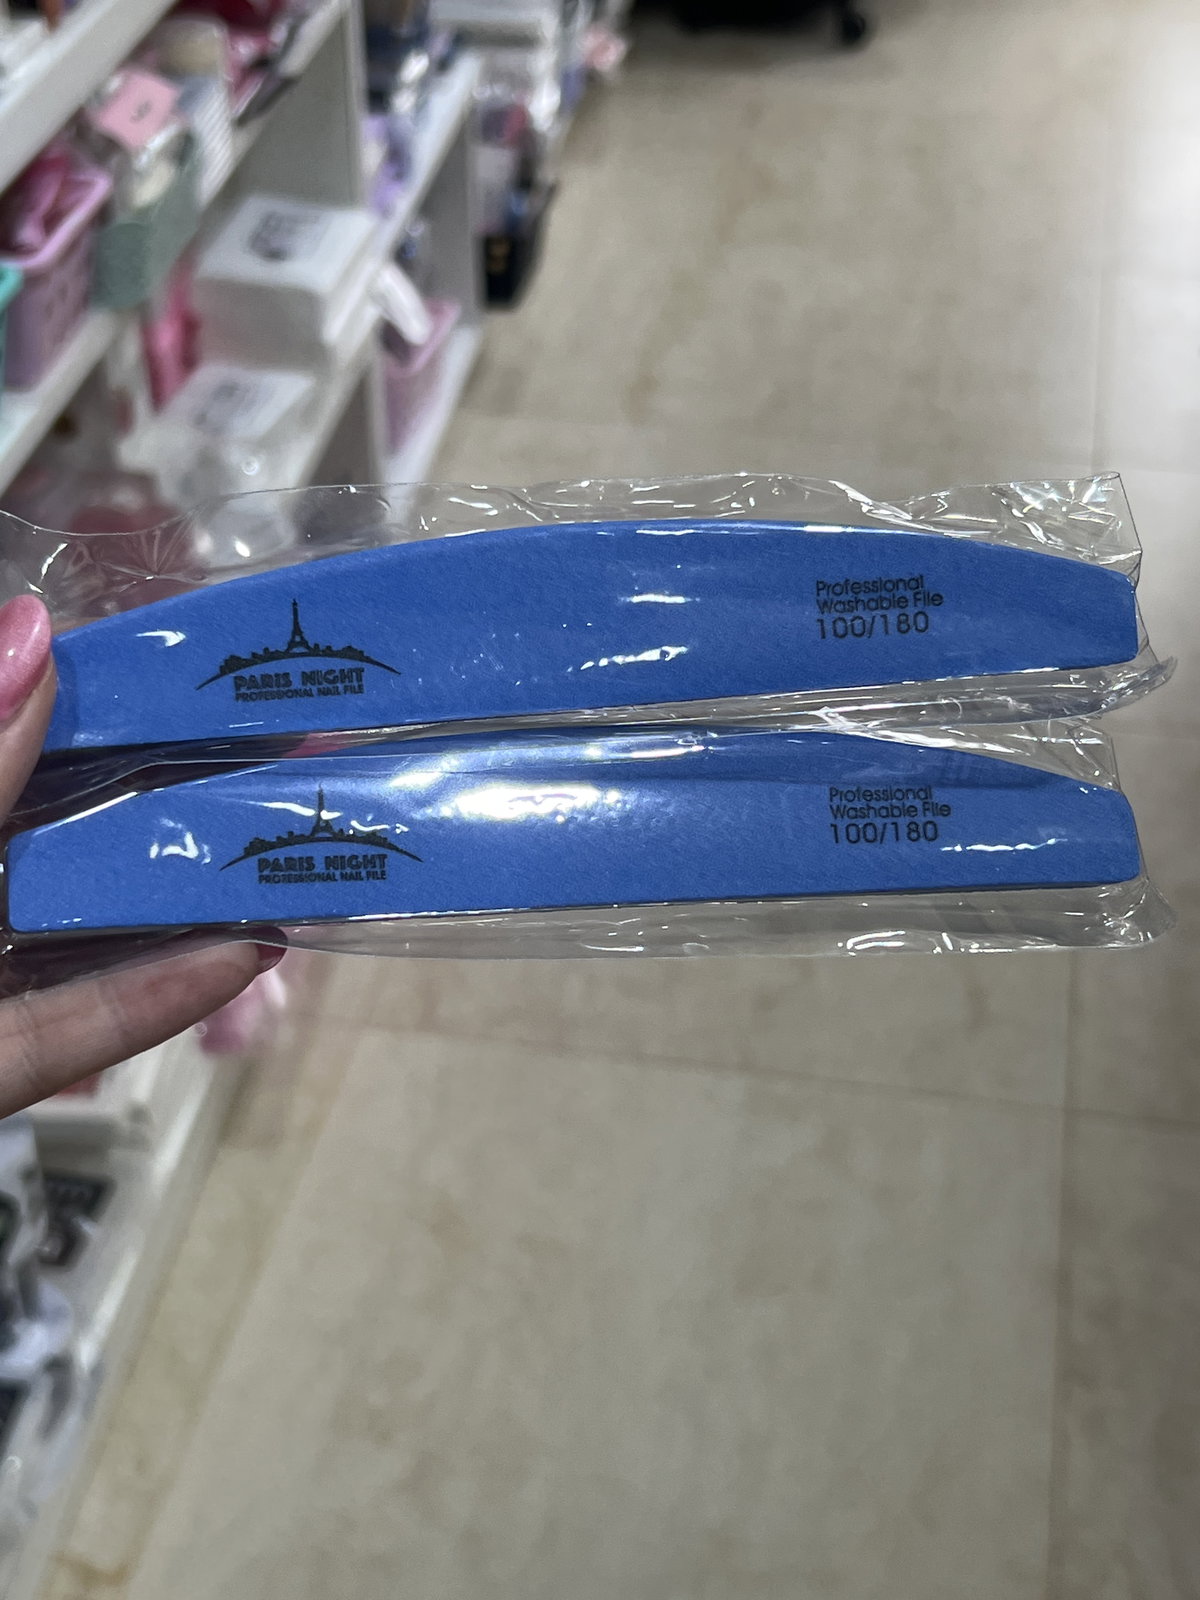 PARIS NIGHT
PROFESSIONAL NAIL FILE
Professional
Washable File
100/180
PARIS NIGHT
PROFESSIONAL NAIL FILE
Professional
Washable File
100/180